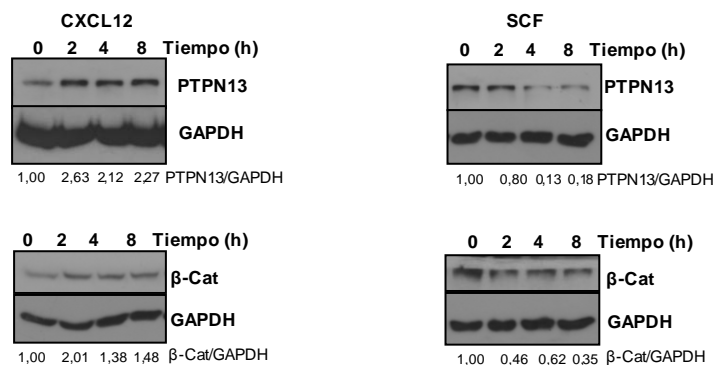 CXCL12
0 2 4 8 Tiempo (h)
PTPN13
GAPDH
1,00 2,63 2,12 2,27 PTPN13/GAPDH
0 2 4 8 Tiempo (h)
β-Cat
GAPDH
1,00 2,01 1,38 1,48 β-Cat/GAPDH
SCF
0 2 4 8 Tiempo (h)
PTPN13
GAPDH
1,00 0,80 0,13 0,18 PTPN13/GAPDH
0 2 4 8 Tiempo (h)
β-Cat
GAPDH
1,00 0,46 0,62 0,35 β-Cat/GAPDH